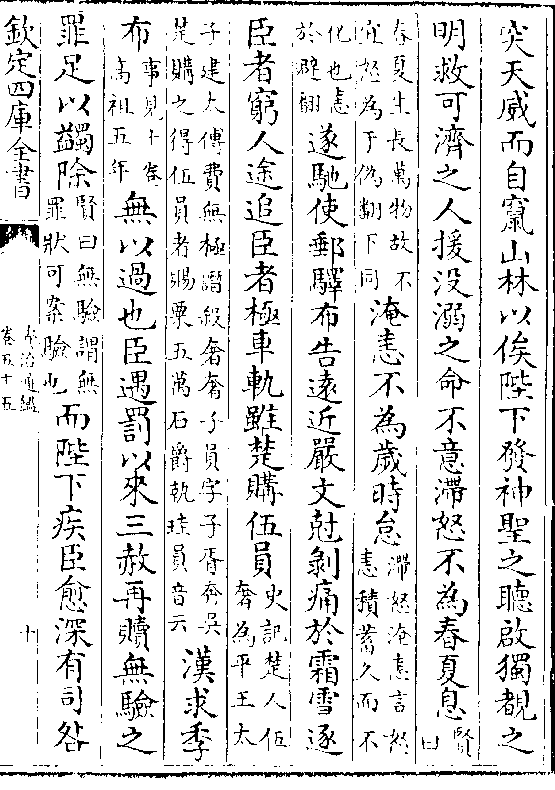 突天威而自竄山林以俟陛下發神聖之聽啟獨覩之
明救可濟之人援没溺之命不意滯怒不為春夏息賢曰
春夏生長萬物故不宜怒為于偽翻下同淹恚不為歲時怠滯怒淹恚言怒恚積蓄久而不
化也恚於避翻遂馳使郵驛布告遠近嚴文尅剝痛於霜雪逐
臣者窮人途追臣者極車軌雖楚購伍員史記楚人伍奢為平王太
子建太傅費無極譖殺奢奢子員字子胥奔吳楚購之得伍員者賜粟五萬石爵執珪員音云漢求季
布事見十卷高祖五年無以過也臣遇罰以來三赦再贖無驗之
罪足以蠲除賢曰無驗謂無罪狀可案驗也而陛下疾臣愈深有司咎
欽定四庫全書
資治通鑑
卷五十五
十